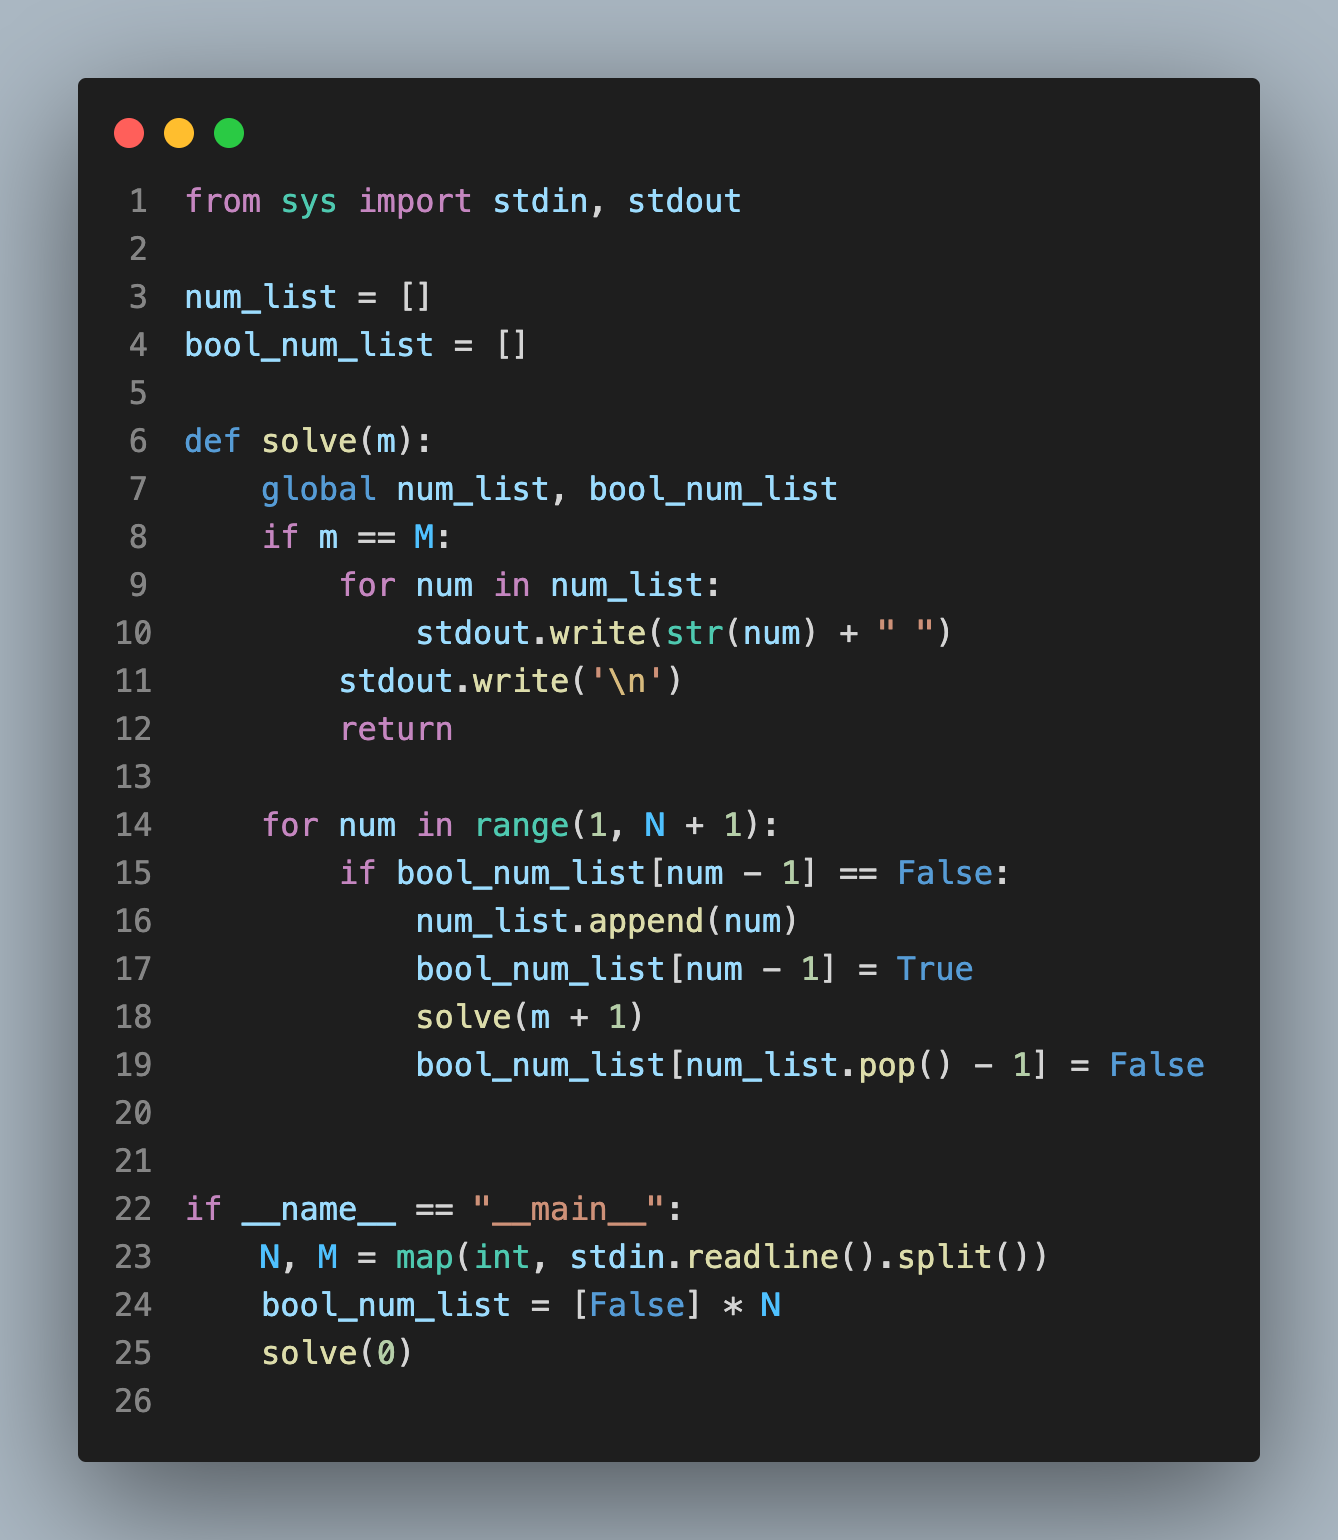 1 from sys import stdin, stdout
2
3 num_list = []
4 bool_num_list = []
5
6 def solve(m):
7     global num_list, bool_num_list
8     if m == M:
9         for num in num_list:
10             stdout.write(str(num) + " ")
11         stdout.write('\n')
12         return
13
14     for num in range(1, N + 1):
15         if bool_num_list[num - 1] == False:
16             num_list.append(num)
17             bool_num_list[num - 1] = True
18             solve(m + 1)
19             bool_num_list[num_list.pop() - 1] = False
20
21
22 if __name__ == "__main__":
23     N, M = map(int, stdin.readline().split())
24     bool_num_list = [False] * N
25     solve(0)
26